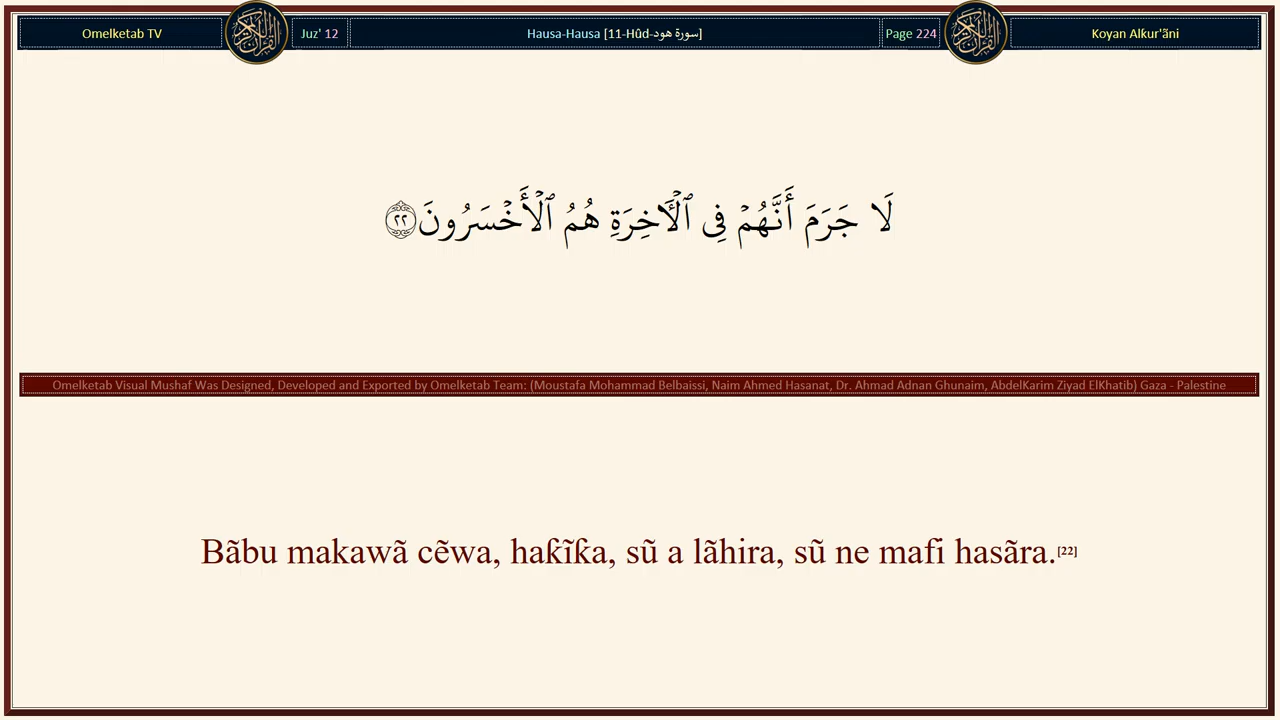 Omelketab TV
Juz' 12
Hausa-Hausa [11-Hûd-سورة هود]
Page 224
Koyan Alƙur'ãni
لَا جَرَمَ أَنَّهُمۡ فِي ٱلۡأٓخِرَةِ هُمُ ٱلۡأَخۡسَرُونَ ٢٢
Omelketab Visual Mushaf Was Designed, Developed and Exported by Omelketab Team: (Moustafa Mohammad Belbaissi, Naim Ahmed Hasanat, Dr. Ahmad Adnan Ghunaim, AbdelKarim Ziyad ElKhatib) Gaza - Palestine
Bãbu makawã cẽwa, haƙĩƙa, sũ a lãhira, sũ ne mafi hasãra.[22]